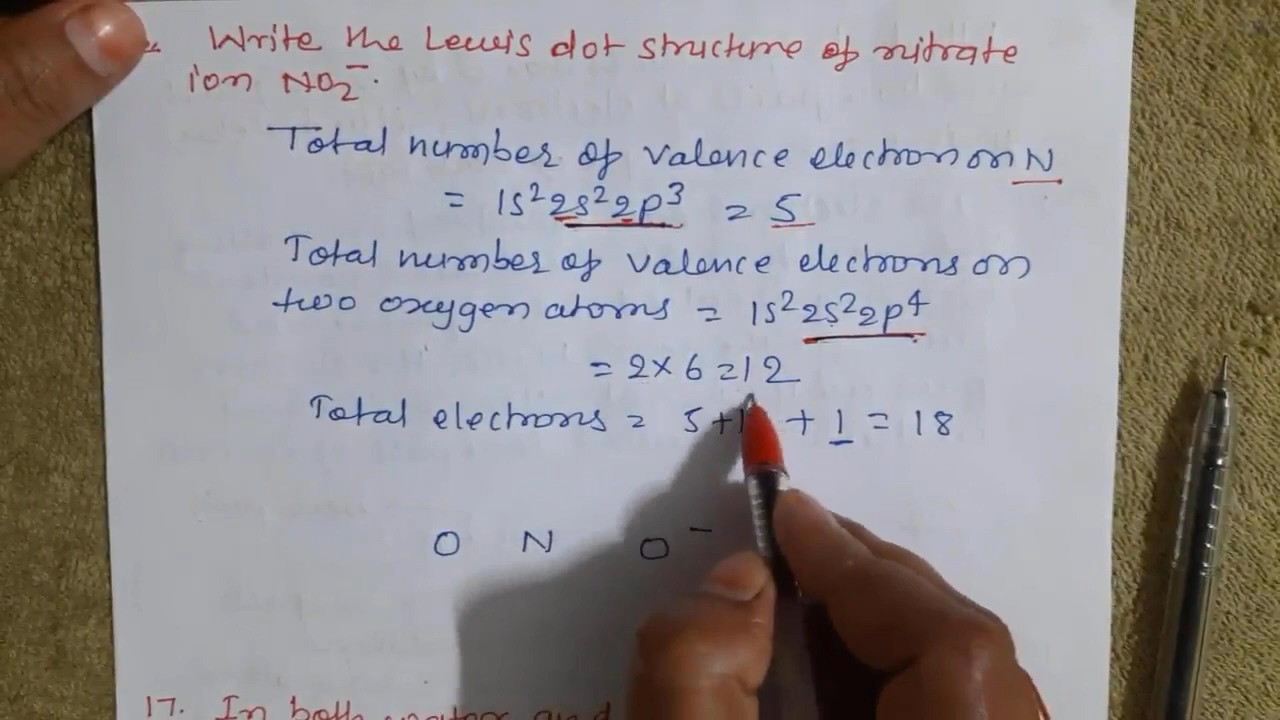 Write the Lewis dot structure of nitrate
ion NO₂⁻.
Total number of valence electron on N
= 1s² 2s² 2p³ = 5
Total number of valence electrons on
two oxygen atoms = 1s² 2s² 2p⁴
= 2 × 6 = 12
Total electrons = 5 + 1 + 1 = 18
O N O⁻
17. In both water and